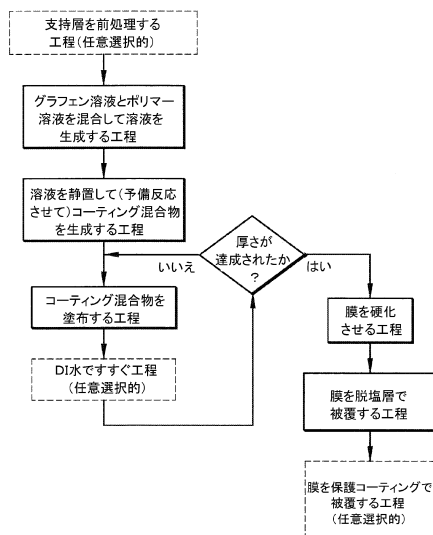 支持層を前処理する
工程(任意選択的)
グラフェン溶液とポリマー
溶液を混合して溶液を
生成する工程
溶液を静置して(予備反応
させて)コーティング混合物
を生成する工程
厚さが
達成されたか
?
いいえ
はい
コーティング混合物を
塗布する工程
DI水ですすぐ工程
(任意選択的)
膜を硬化
させる工程
膜を脱塩層で
被覆する工程
膜を保護コーティングで
被覆する工程
(任意選択的)